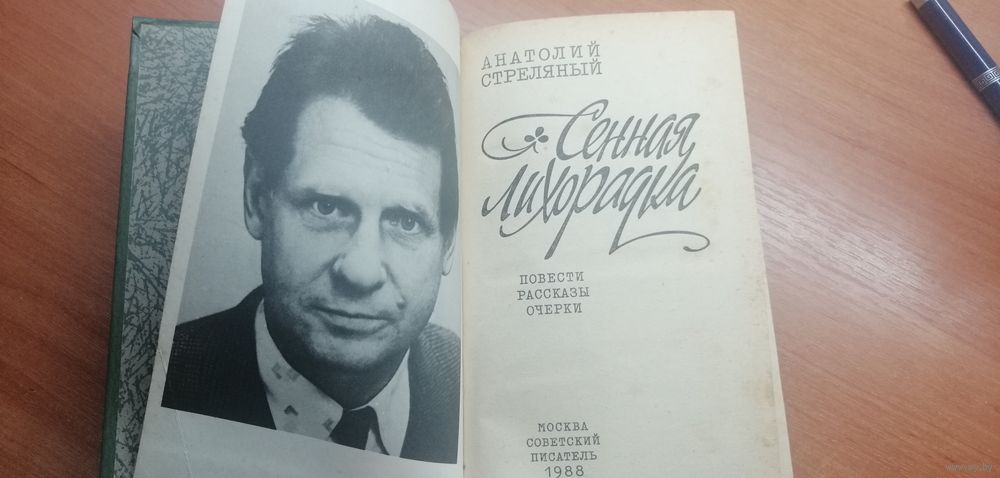 АНАТОЛИЙ
СТРЕЛЯНЫЙ
Сенная
лихорадка
ПОВЕСТИ
РАССКАЗЫ
ОЧЕРКИ
МОСКВА
СОВЕТСКИЙ
ПИСАТЕЛЬ
1988